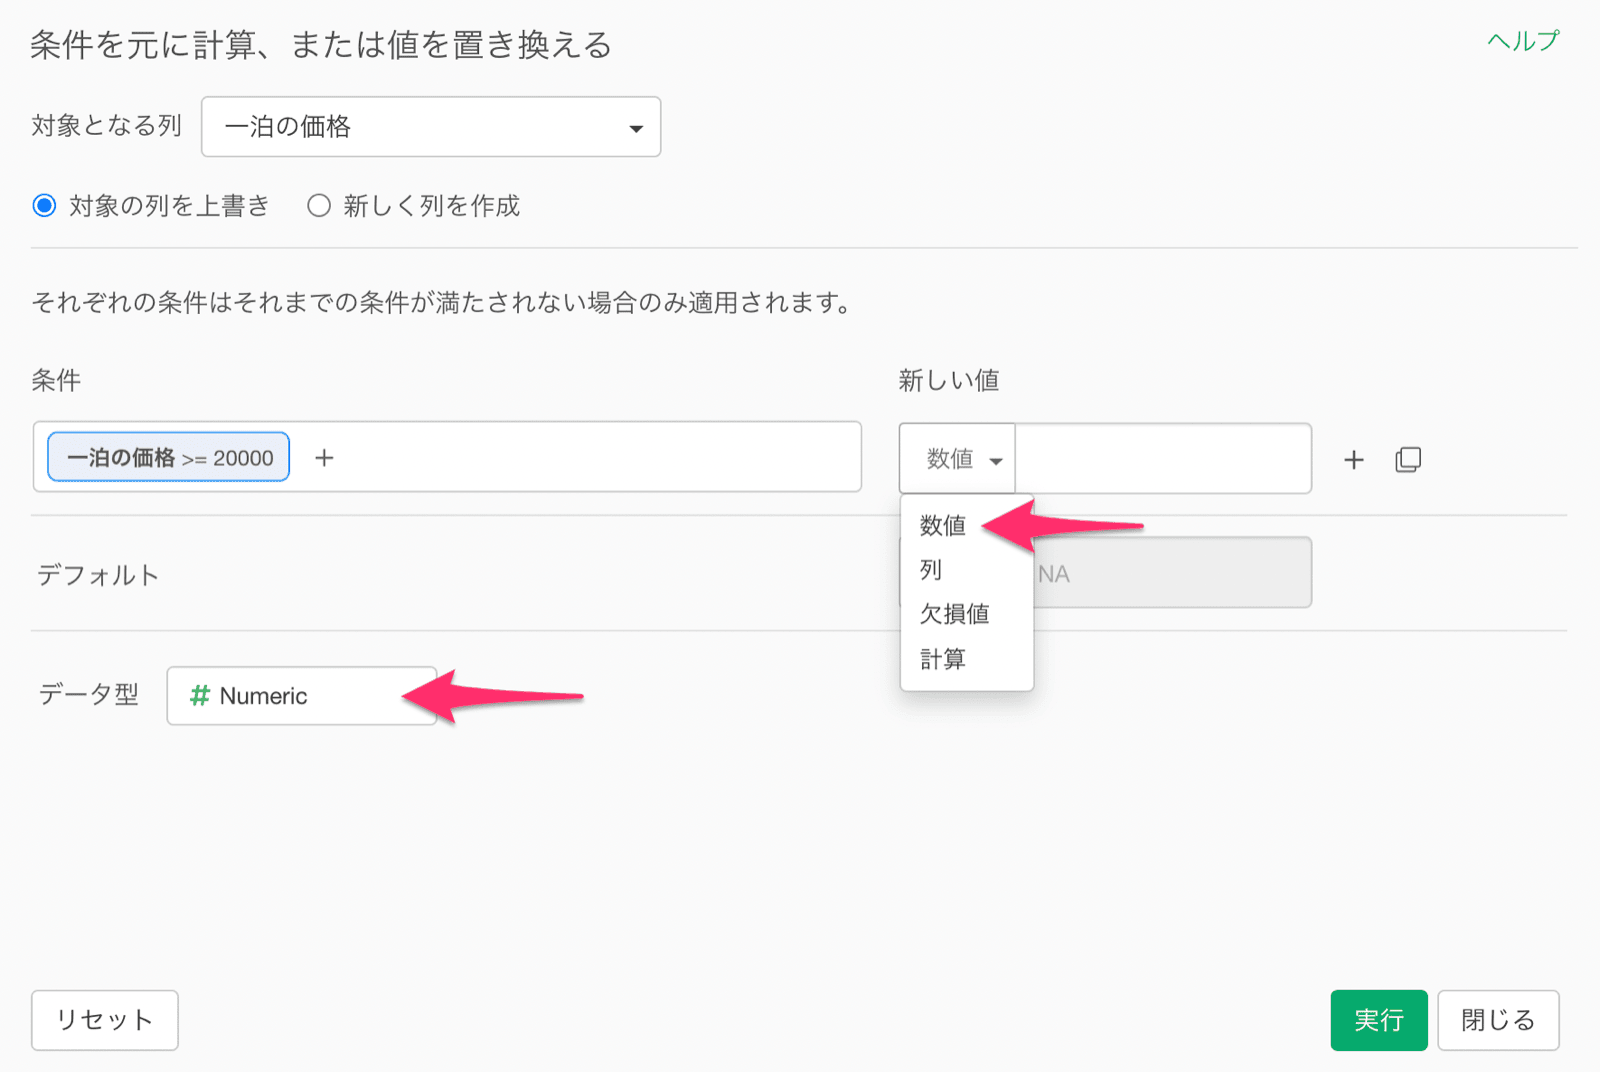 条件を元に計算、または値を置き換える
ヘルプ
対象となる列 一泊の価格
対象の列を上書き 新しく列を作成
それぞれの条件はそれまでの条件が満たされない場合のみ適用されます。
条件 新しい値
一泊の価格 >= 20000 + 数値 +
数値
列
欠損値
計算
デフォルト NA
データ型 # Numeric
リセット 実行 閉じる